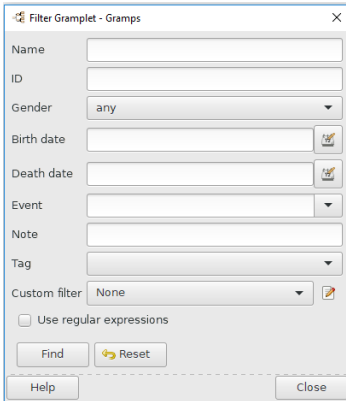 Filter Gramplet - Gramps
Name
ID
Gender any
Birth date
Death date
Event
Note
Tag
Custom filter None
Use regular expressions
Find Reset
Help Close